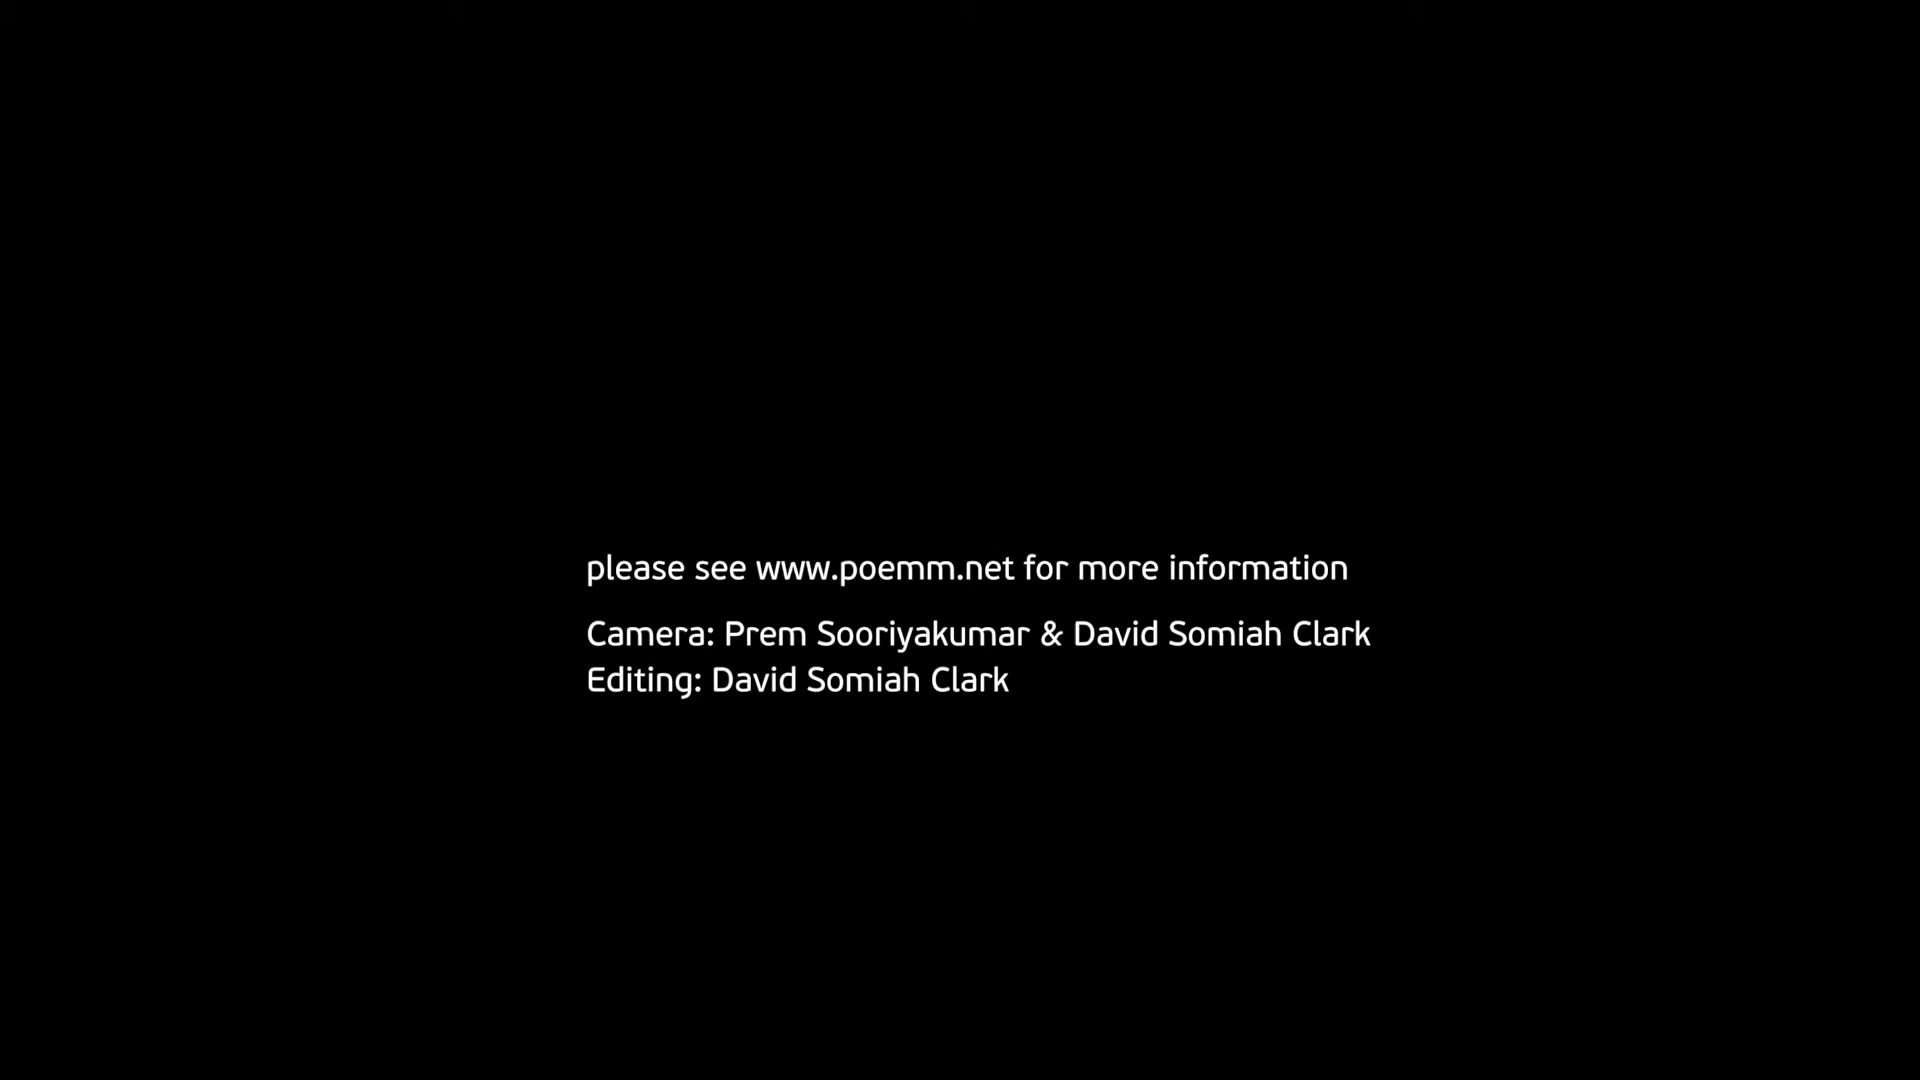 please see www.poemm.net for more information
Camera: Prem Sooriyakumar & David Somiah Clark
Editing: David Somiah Clark